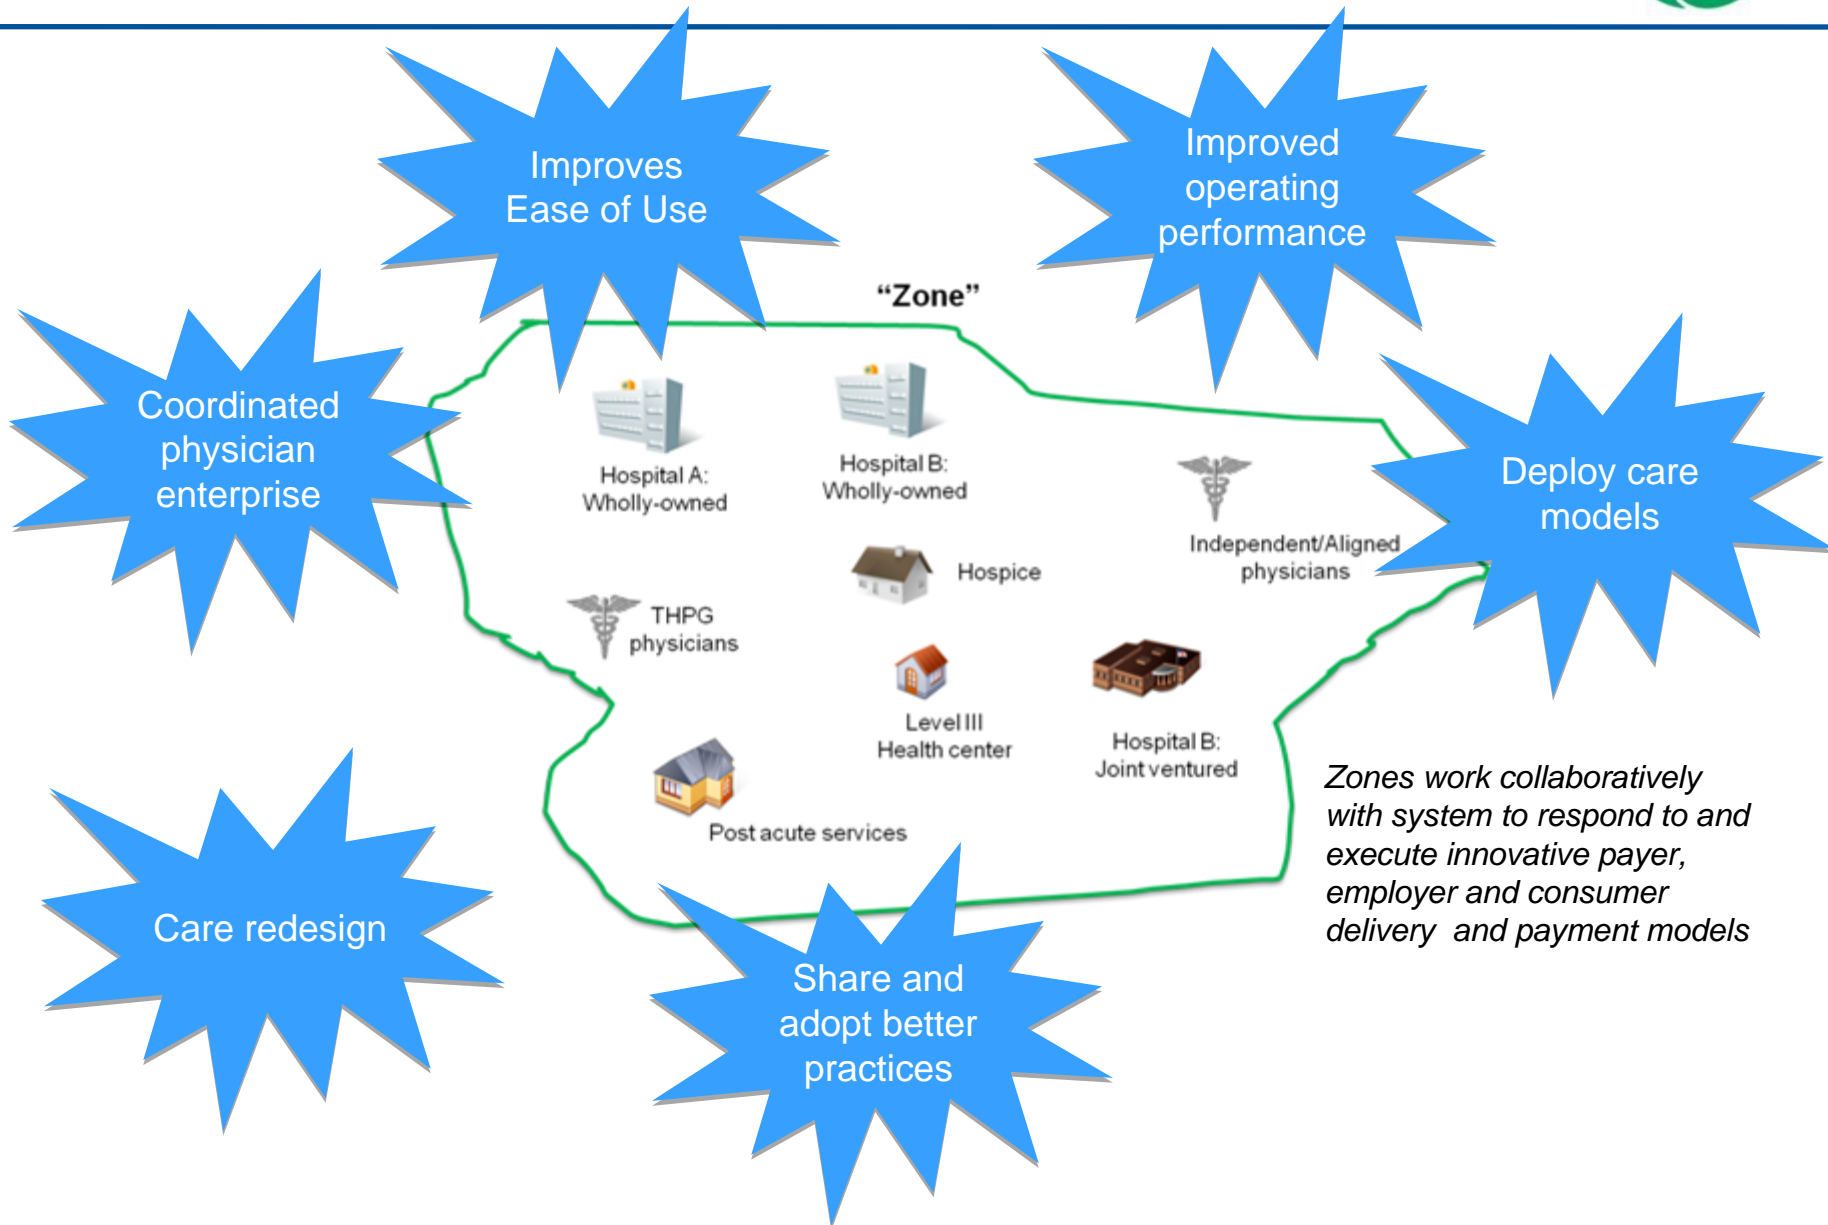 Improves
Ease of Use
Improved
operating
performance
“Zone”
Coordinated
physician
enterprise
Hospital A:
Wholly-owned
Hospital B:
Wholly-owned
Independent/Aligned
physicians
Deploy care
models
Hospice
THPG
physicians
Level III
Health center
Hospital B:
Joint ventured
Post acute services
Zones work collaboratively
with system to respond to and
execute innovative payer,
employer and consumer
delivery and payment models
Care redesign
Share and
adopt better
practices